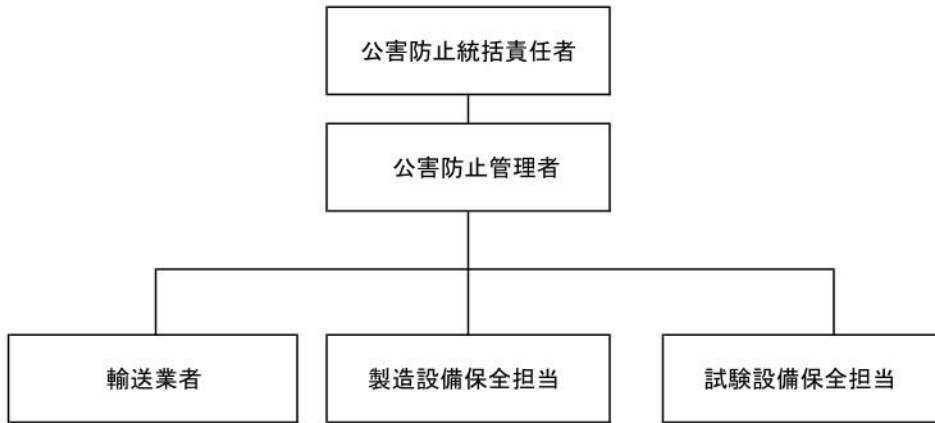 公害防止統括責任者
公害防止管理者
輸送業者
製造設備保全担当
試験設備保全担当